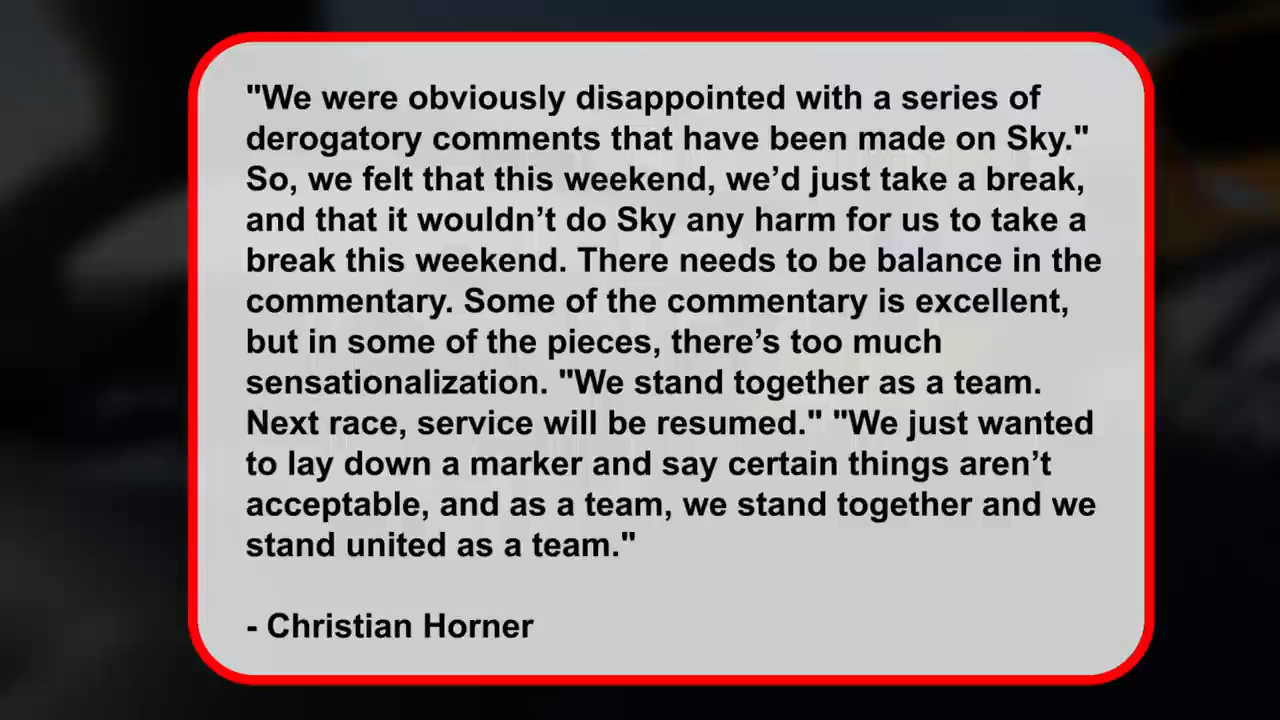 "We were obviously disappointed with a series of
derogatory comments that have been made on Sky."
So, we felt that this weekend, we’d just take a break,
and that it wouldn’t do Sky any harm for us to take a
break this weekend. There needs to be balance in the
commentary. Some of the commentary is excellent,
but in some of the pieces, there’s too much
sensationalization. "We stand together as a team.
Next race, service will be resumed." "We just wanted
to lay down a marker and say certain things aren’t
acceptable, and as a team, we stand together and we
stand united as a team."
- Christian Horner